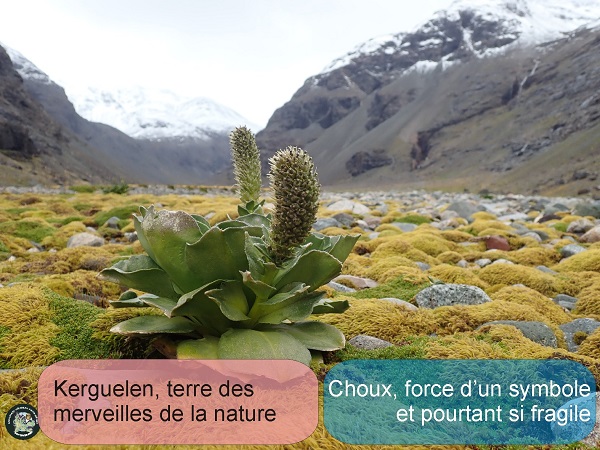 Kerguelen, terre des
merveilles de la nature
Choux, force d'un symbole
et pourtant si fragile